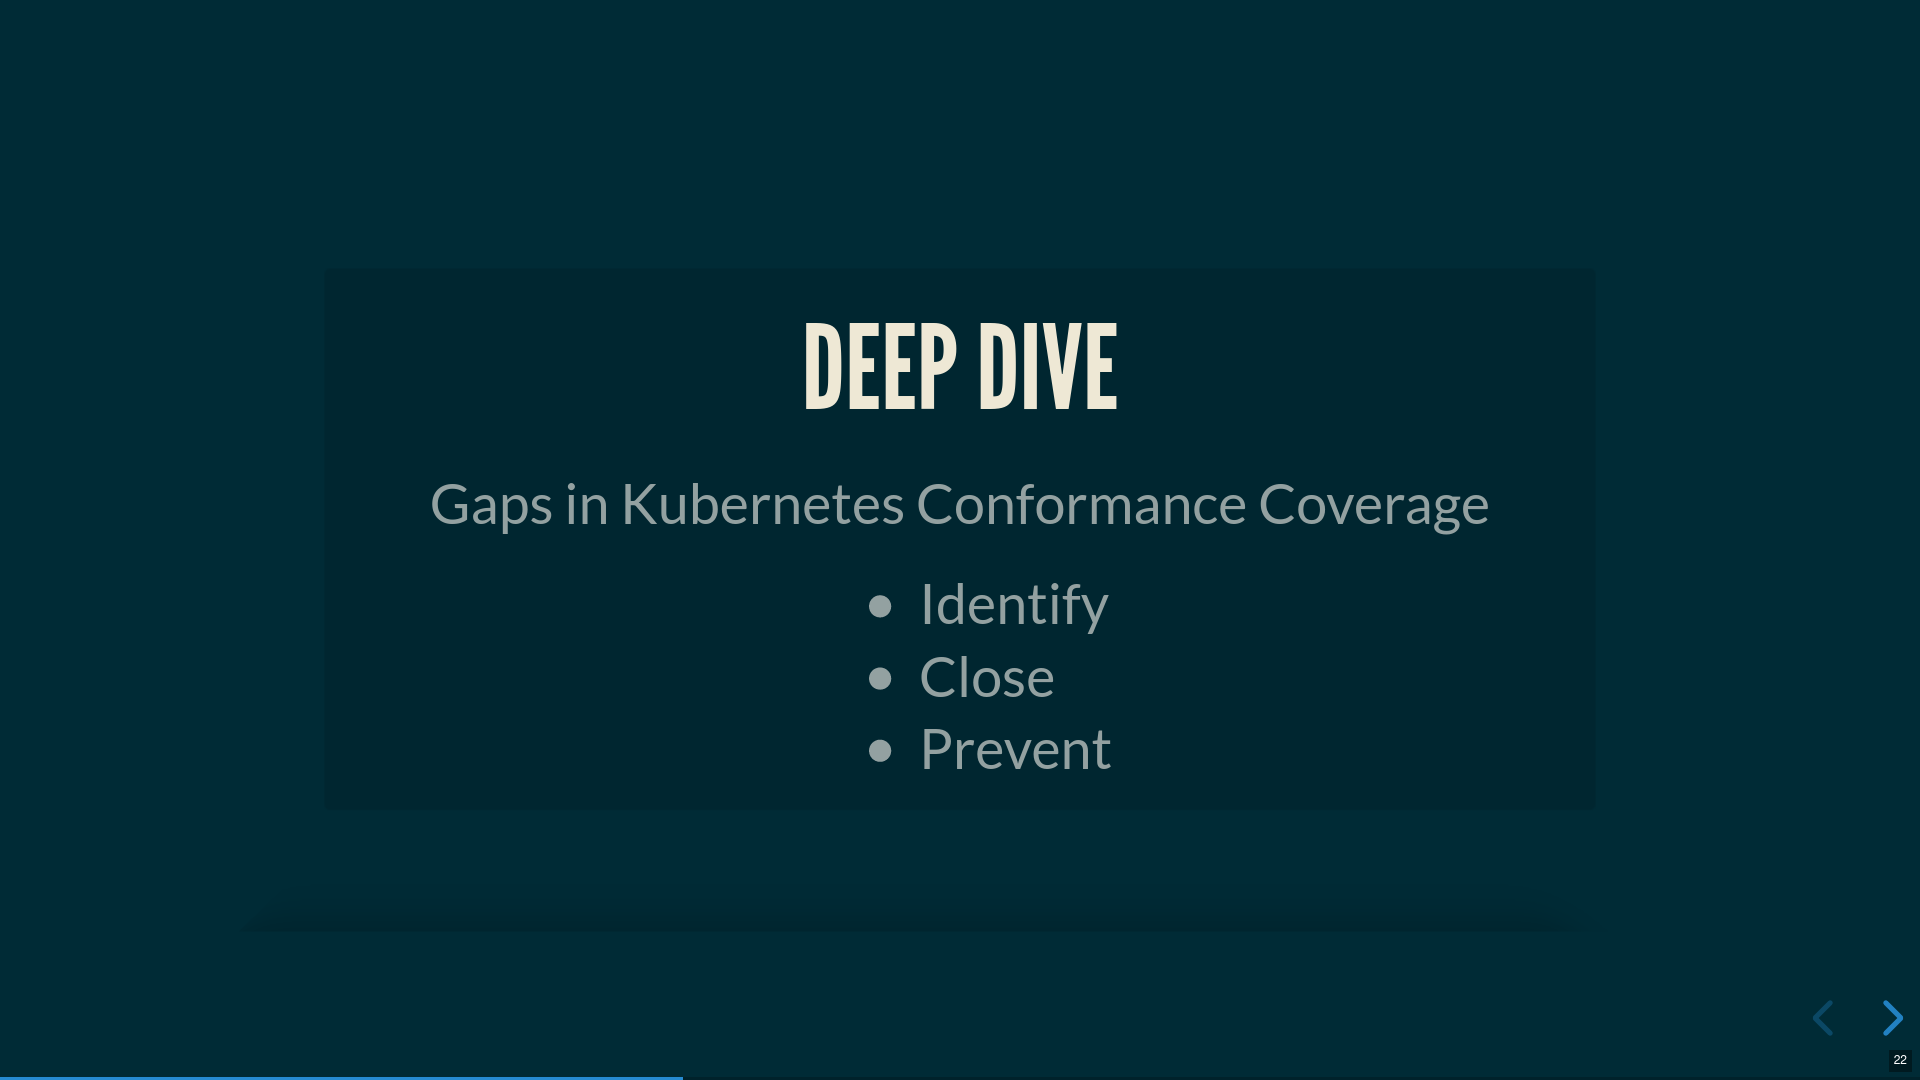 DEEP DIVE
Gaps in Kubernetes Conformance Coverage
• Identify
• Close
• Prevent
22